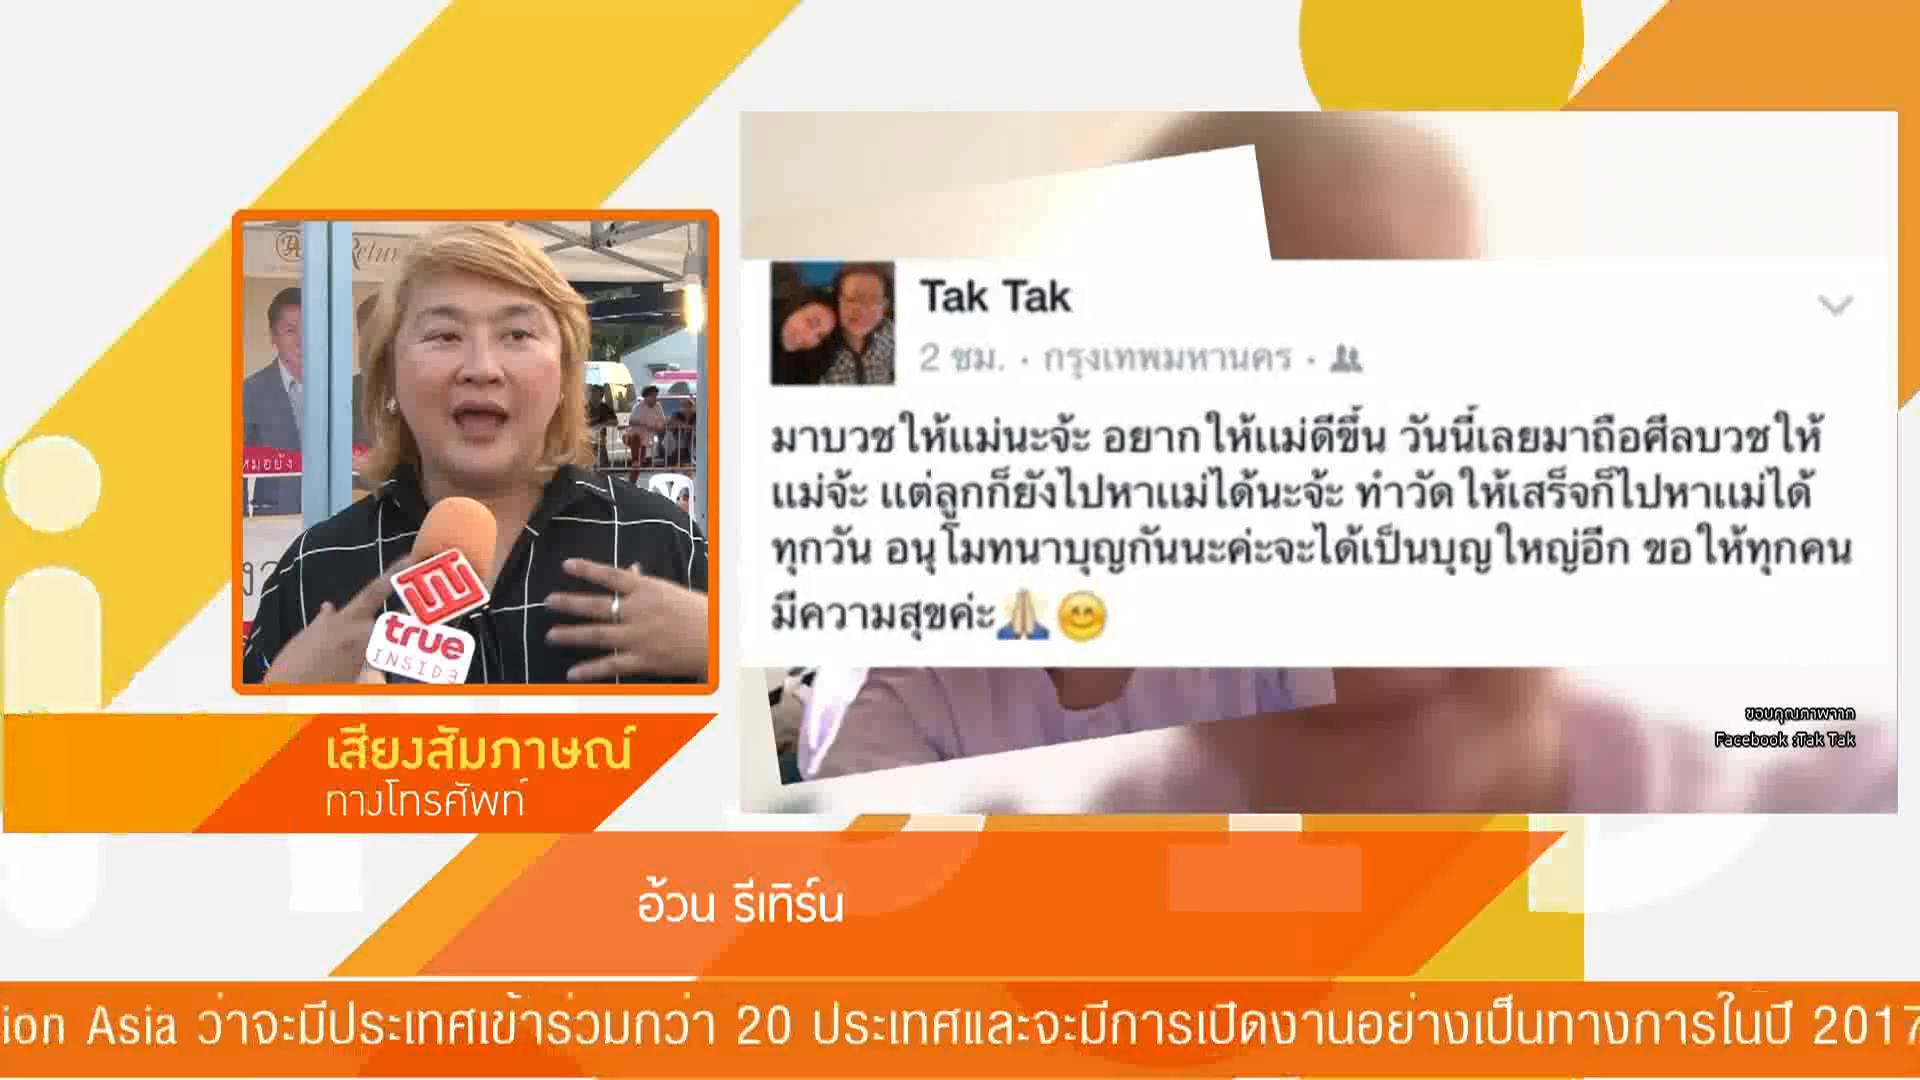 Retur
หมอยัง
true
INSID3
เสียงสัมภาษณ์
ทางโทรศัพท์
Tak Tak
2 ชม. · กรุงเทพมหานคร ·
มาบวชให้แม่นะจ้ะ อยากให้แม่ดีขึ้น วันนี้เลยมาถือศีลบวชให้
แม่จ้ะ แต่ลูกก็ยังไปหาแม่ได้นะจ้ะ ทำวัดให้เสร็จก็ไปหาแม่ได้
ทุกวัน อนุโมทนาบุญกันนะค่ะจะได้เป็นบุญใหญ่อีก ขอให้ทุกคน
มีความสุขค่ะ🙏😊
ขอบคุณภาพจาก
Facebook :Tak Tak
อ้วน รีเทิร์น
ion Asia ว่าจะมีประเทศเข้าร่วมกว่า 20 ประเทศและจะมีการเปิดงานอย่างเป็นทางการในปี 2017